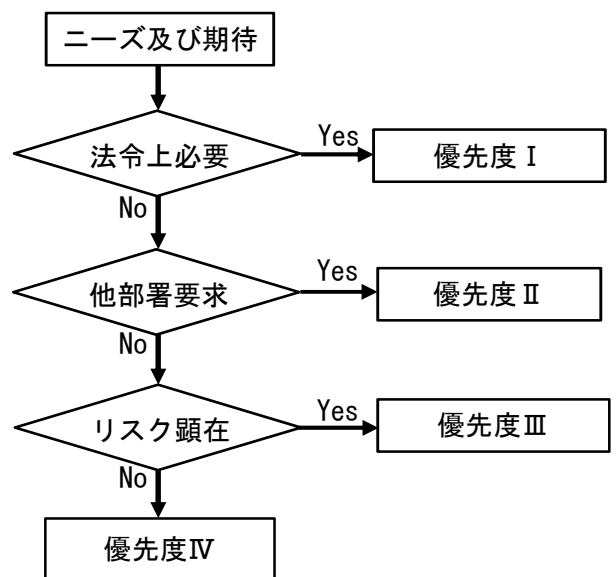 ニーズ及び期待
法令上必要
Yes
優先度Ⅰ
No
他部署要求
Yes
優先度Ⅱ
No
リスク顕在
Yes
優先度Ⅲ
No
優先度Ⅳ